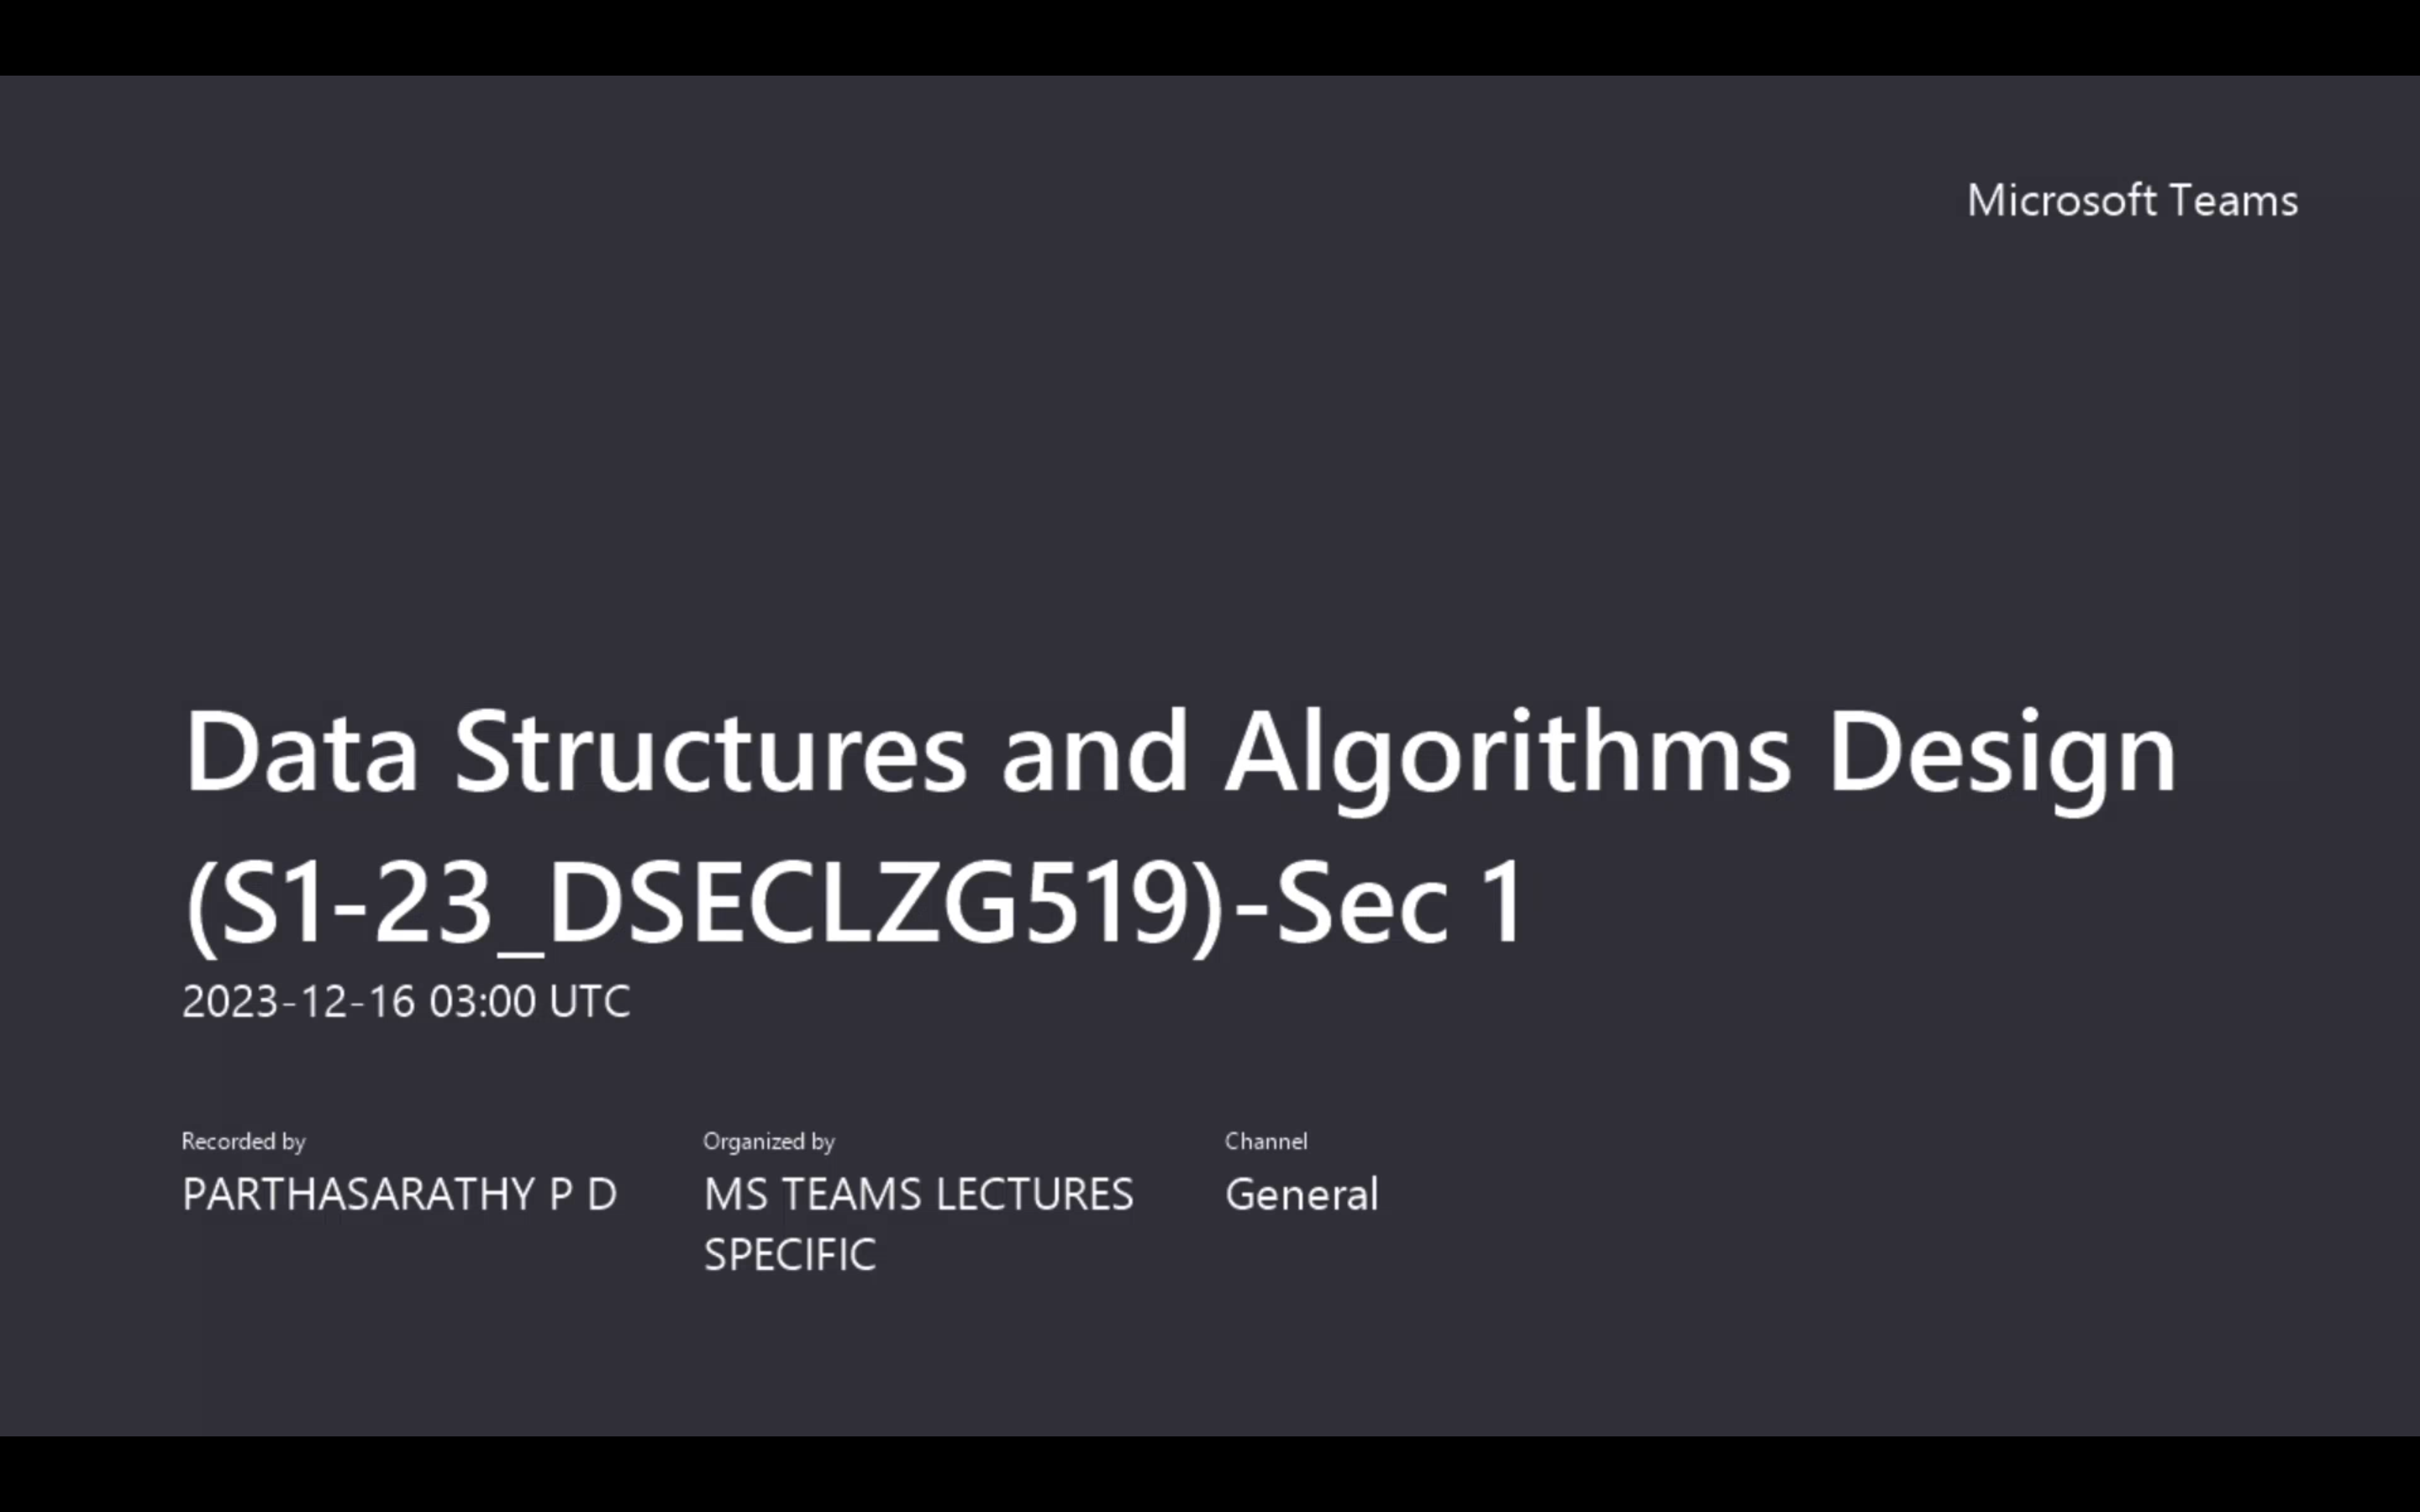 Microsoft Teams
Data Structures and Algorithms Design
(S1-23_DSECLZG519)-Sec 1
2023-12-16 03:00 UTC
Recorded by
PARTHASARATHY P D
Organized by
MS TEAMS LECTURES
SPECIFIC
Channel
General